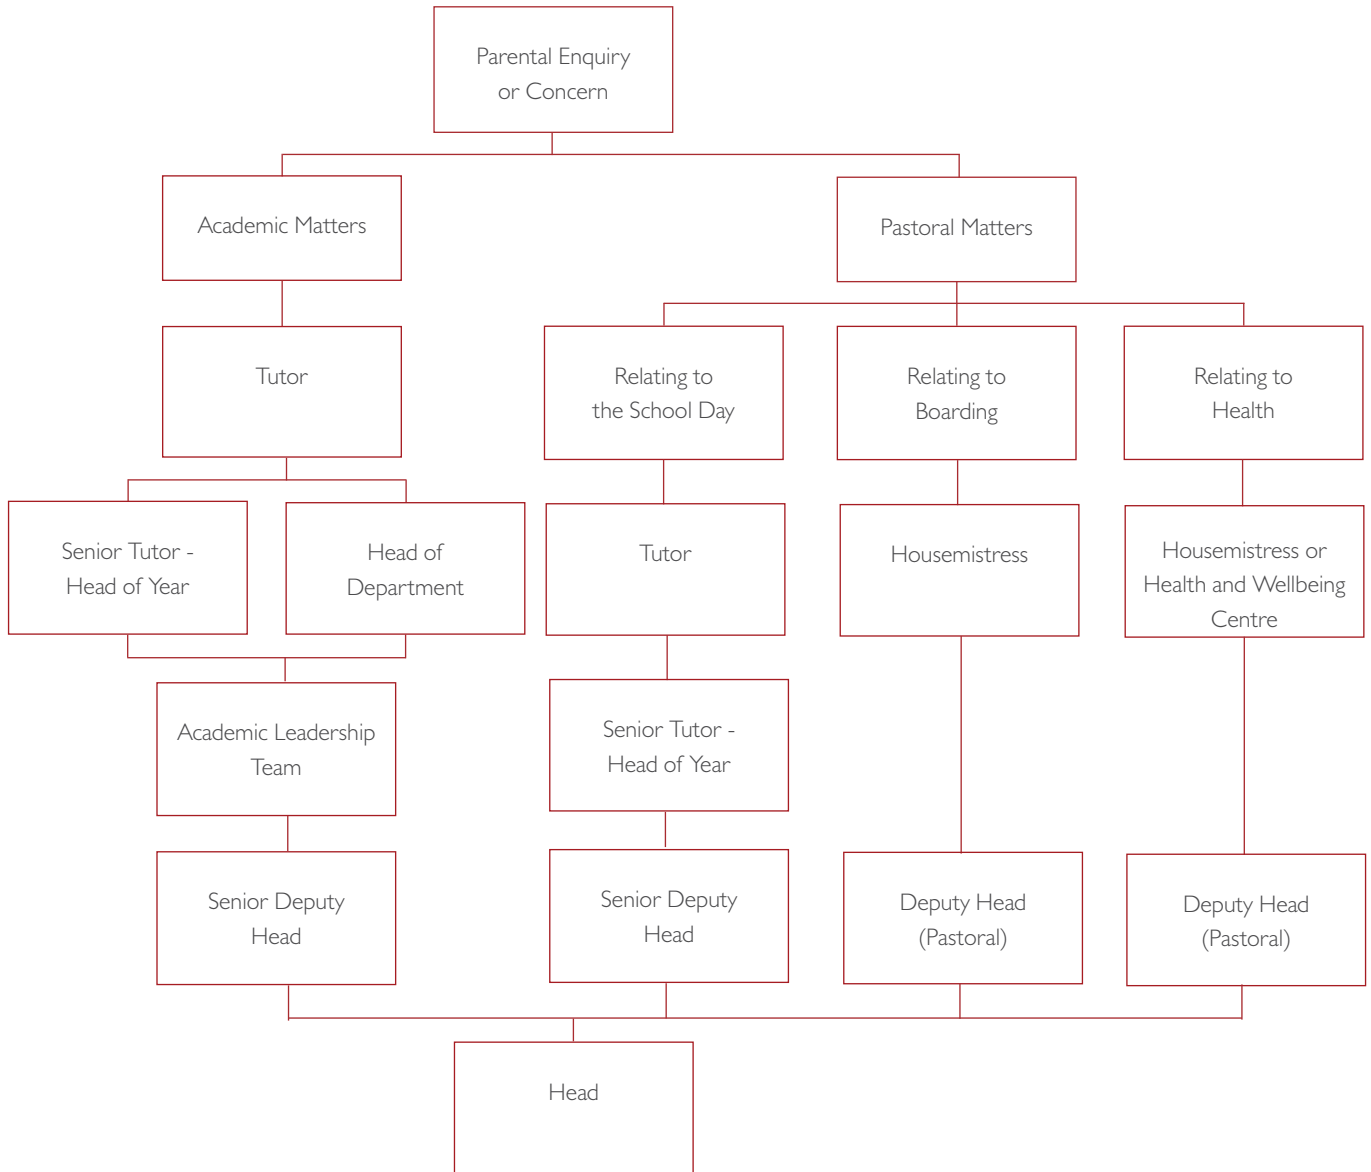 Parental Enquiry
or Concern
Academic Matters
Pastoral Matters
Tutor
Relating to
the School Day
Relating to
Boarding
Relating to
Health
Senior Tutor -
Head of Year
Head of
Department
Tutor
Housemistress
Housemistress or
Health and Wellbeing
Centre
Academic Leadership
Team
Senior Tutor -
Head of Year
Senior Deputy
Head
Senior Deputy
Head
Deputy Head
(Pastoral)
Deputy Head
(Pastoral)
Head